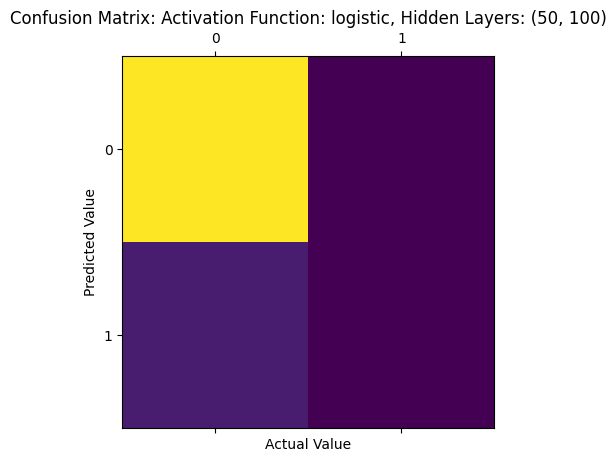 Confusion Matrix: Activation Function: logistic, Hidden Layers: (50, 100)
0 1
0
Predicted Value
1
Actual Value